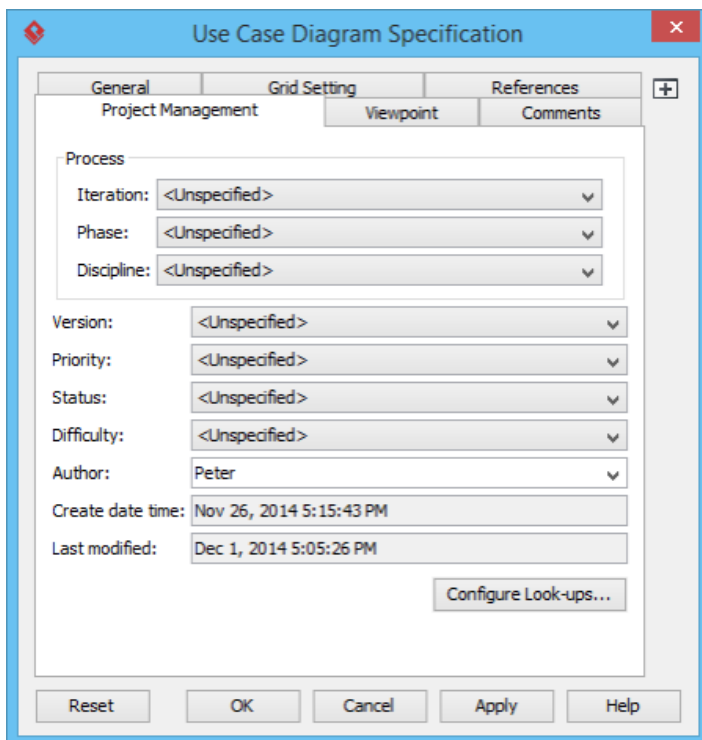 Use Case Diagram Specification
General Grid Setting References
Project Management Viewpoint Comments
Process
Iteration: <Unspecified>
Phase: <Unspecified>
Discipline: <Unspecified>
Version: <Unspecified>
Priority: <Unspecified>
Status: <Unspecified>
Difficulty: <Unspecified>
Author: Peter
Create date time: Nov 26, 2014 5:15:43 PM
Last modified: Dec 1, 2014 5:05:26 PM
Configure Look-ups...
Reset OK Cancel Apply Help